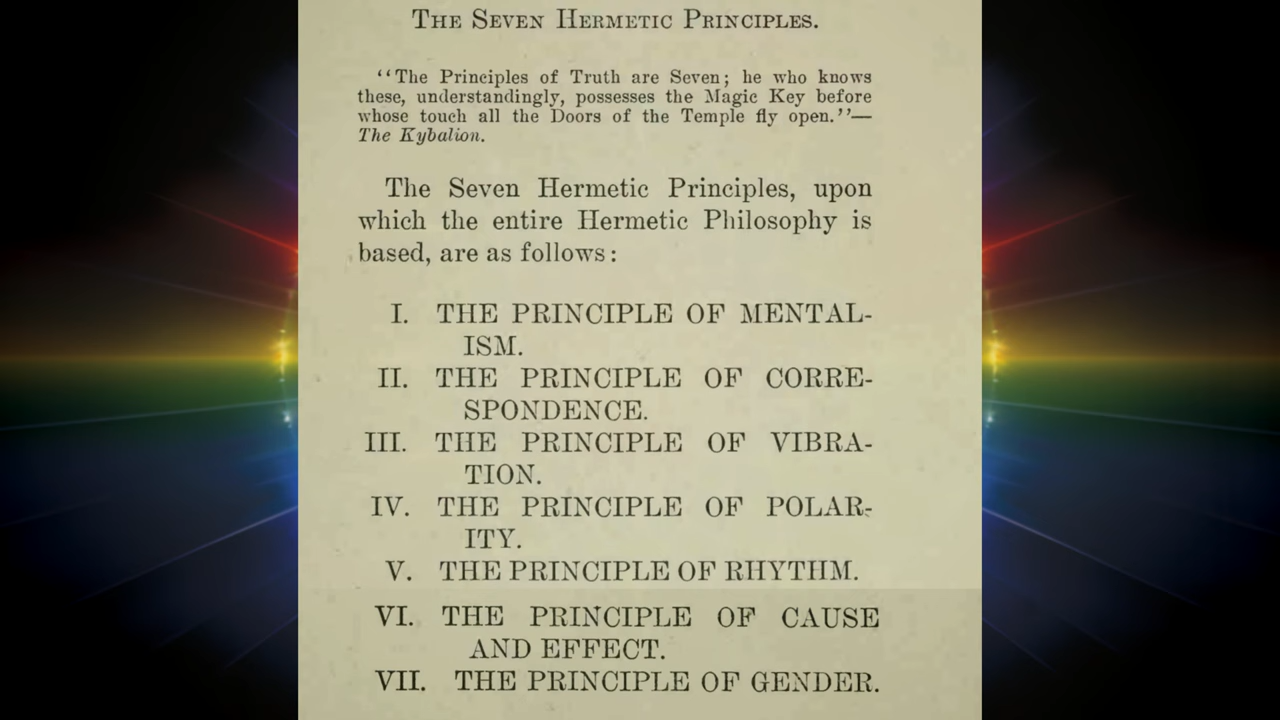 THE SEVEN HERMETIC PRINCIPLES.
‘‘The Principles of Truth are Seven; he who knows
these, understandingly, possesses the Magic Key before
whose touch all the Doors of the Temple fly open.’’—
The Kybalion.
The Seven Hermetic Principles, upon
which the entire Hermetic Philosophy is
based, are as follows:
I. THE PRINCIPLE OF MENTAL-
ISM.
II. THE PRINCIPLE OF CORRE-
SPONDENCE.
III. THE PRINCIPLE OF VIBRA-
TION.
IV. THE PRINCIPLE OF POLAR-
ITY.
V. THE PRINCIPLE OF RHYTHM.
VI. THE PRINCIPLE OF CAUSE
AND EFFECT.
VII. THE PRINCIPLE OF GENDER.